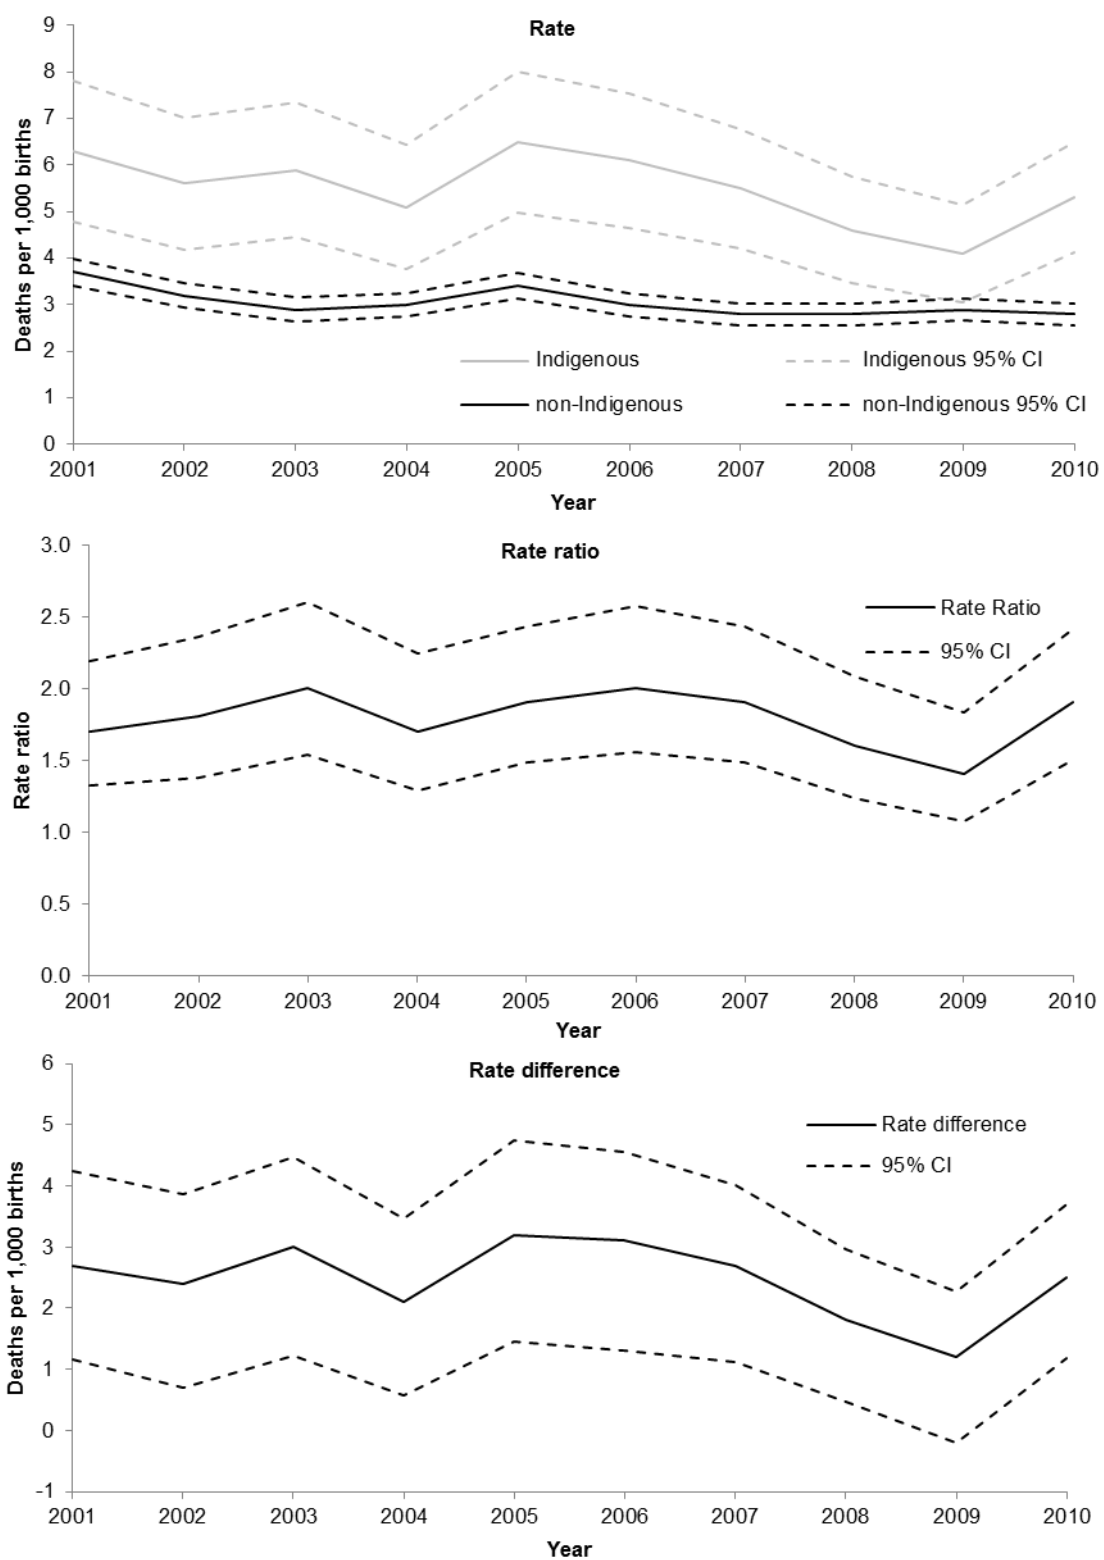 Rate
Deaths per 1,000 births
9
8
7
6
5
4
3
2
1
0
Indigenous
Indigenous 95% CI
non-Indigenous
non-Indigenous 95% CI
2001 2002 2003 2004 2005 2006 2007 2008 2009 2010
Year
Rate ratio
Rate ratio
3.0
2.5
2.0
1.5
1.0
0.5
0.0
Rate Ratio
95% CI
2001 2002 2003 2004 2005 2006 2007 2008 2009 2010
Year
Rate difference
Deaths per 1,000 births
6
5
4
3
2
1
0
-1
Rate difference
95% CI
2001 2002 2003 2004 2005 2006 2007 2008 2009 2010
Year